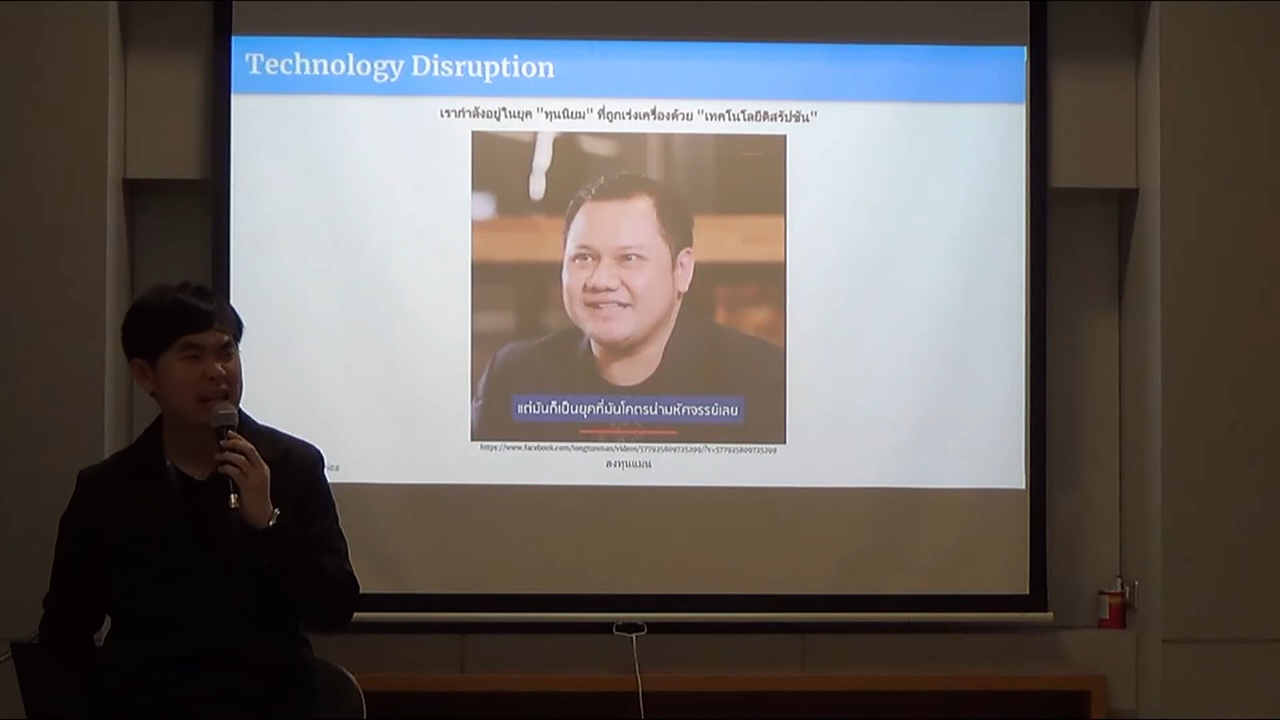 Technology Disruption
เรากำลังอยู่ในยุค "ทุนนิยม" ที่ถูกเร่งเครื่องด้วย "เทคโนโลยีดิสรัปชัน"
แต่มันก็เป็นยุคที่มันโคตรน่ามหัศจรรย์เลย
ลงทุนแมน